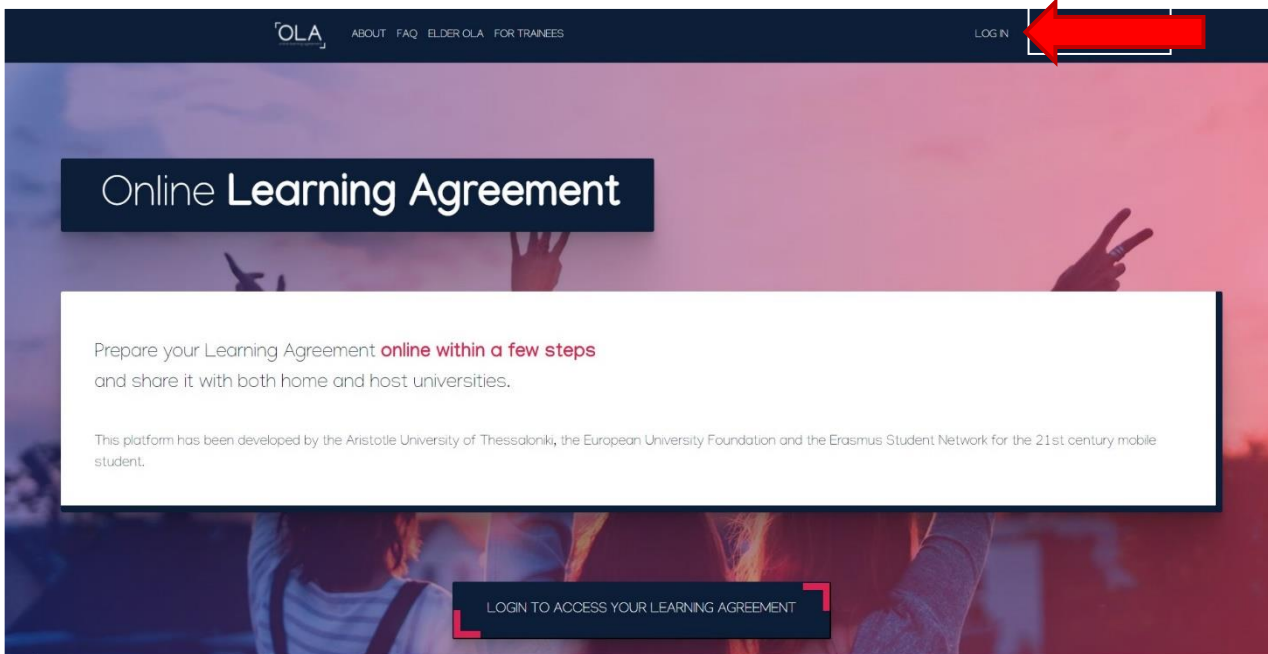 OLA
ABOUT FAQ ELDER OLA FOR TRAINEES LOG IN
Online Learning Agreement
Prepare your Learning Agreement online within a few steps
and share it with both home and host universities.
This platform has been developed by the Aristotle University of Thessaloniki, the European University Foundation and the Erasmus Student Network for the 21st century mobile
student.
LOGIN TO ACCESS YOUR LEARNING AGREEMENT